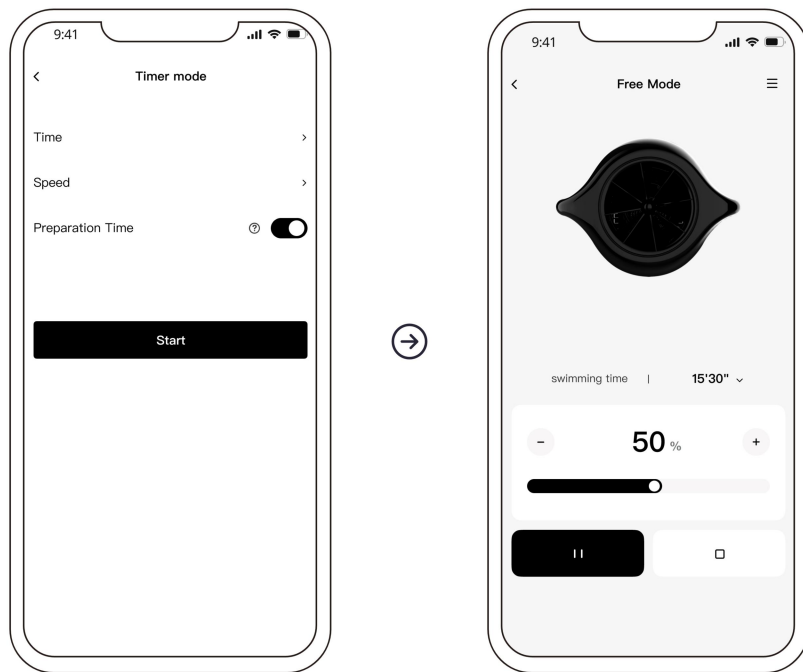 9:41
Timer mode
Time
Speed
Preparation Time
Start
9:41
Free Mode
swimming time | 15'30"
50 %